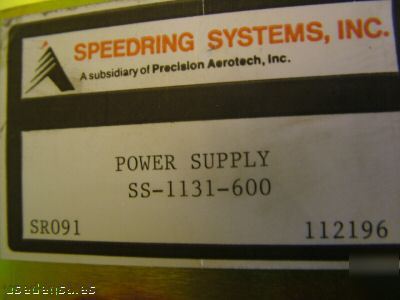 SPEEDRING SYSTEMS, INC.
A subsidiary of Precision Aerotech, Inc.
POWER SUPPLY
SS-1131-600
SR091 112196